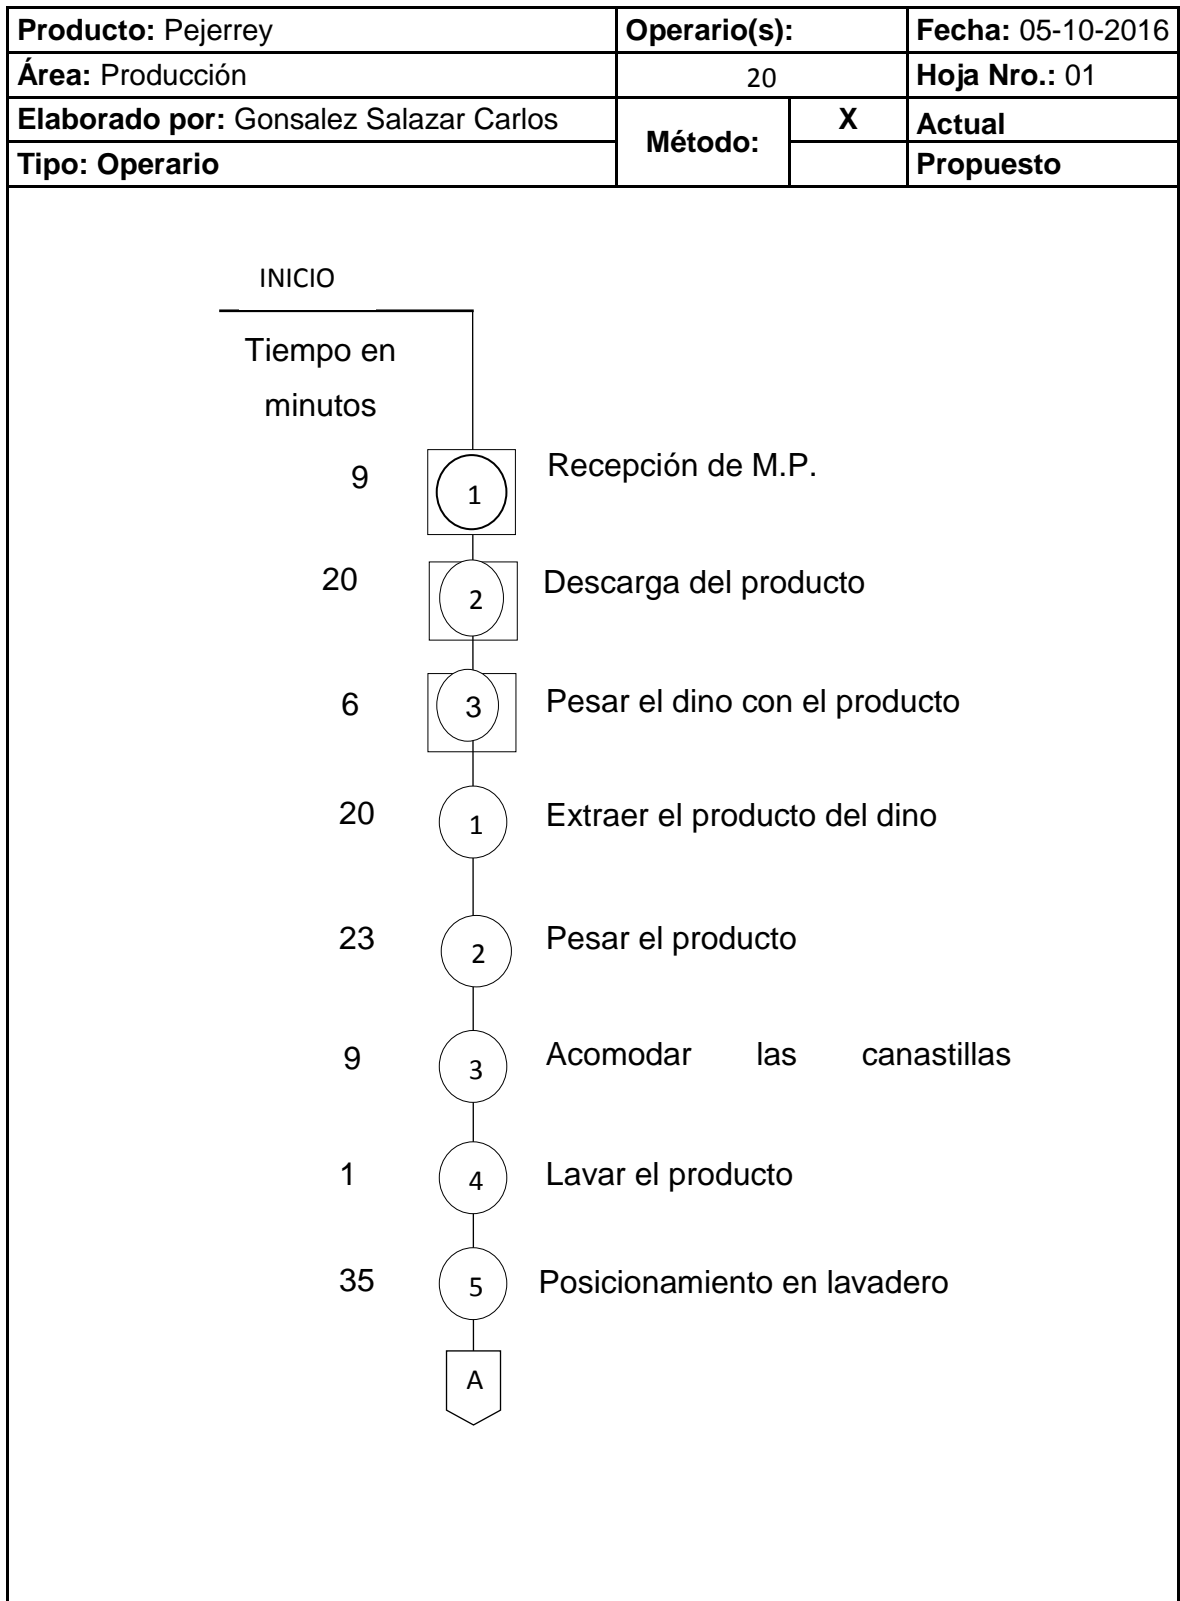 Producto: Pejerrey Operario(s): Fecha: 05-10-2016
Área: Producción 20 Hoja Nro.: 01
Elaborado por: Gonsalez Salazar Carlos Método: X Actual
Tipo: Operario Propuesto
INICIO
Tiempo en
minutos
9 1 Recepción de M.P.
20 2 Descarga del producto
6 3 Pesar el dino con el producto
20 1 Extraer el producto del dino
23 2 Pesar el producto
9 3 Acomodar las canastillas
1 4 Lavar el producto
35 5 Posicionamiento en lavadero
A